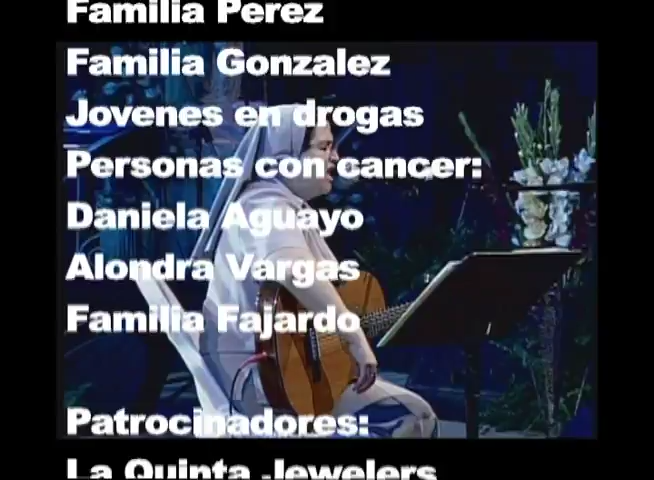 Familia Perez
Familia Gonzalez
Jovenes en drogas
Personas con cancer:
Daniela Aguayo
Alondra Vargas
Familia Fajardo
Patrocinadores:
La Quinta Jewelers